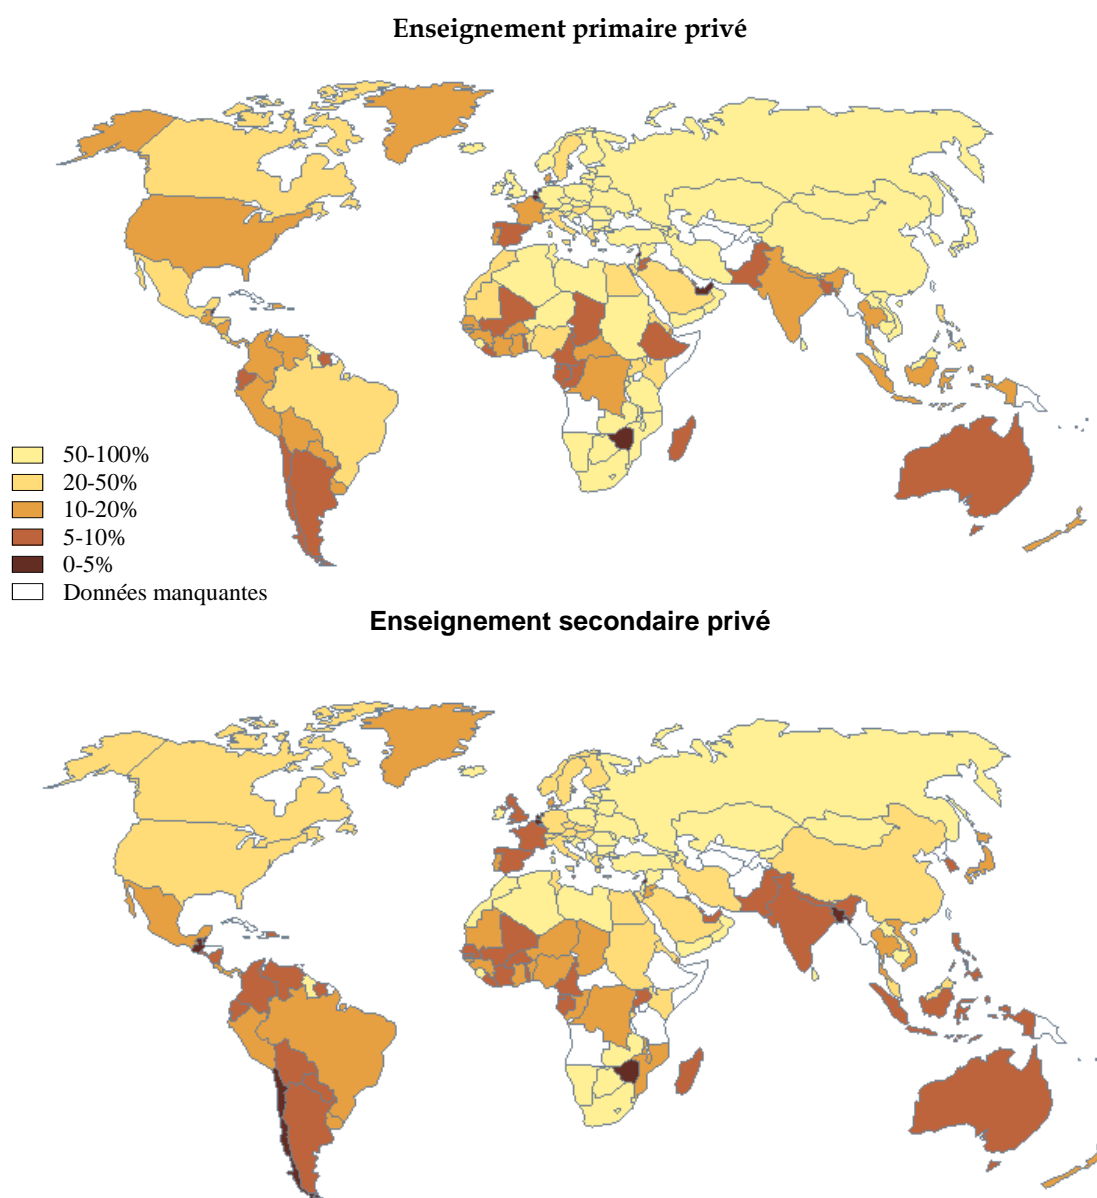 Enseignement primaire privé
50-100%
20-50%
10-20%
5-10%
0-5%
Données manquantes
Enseignement secondaire privé